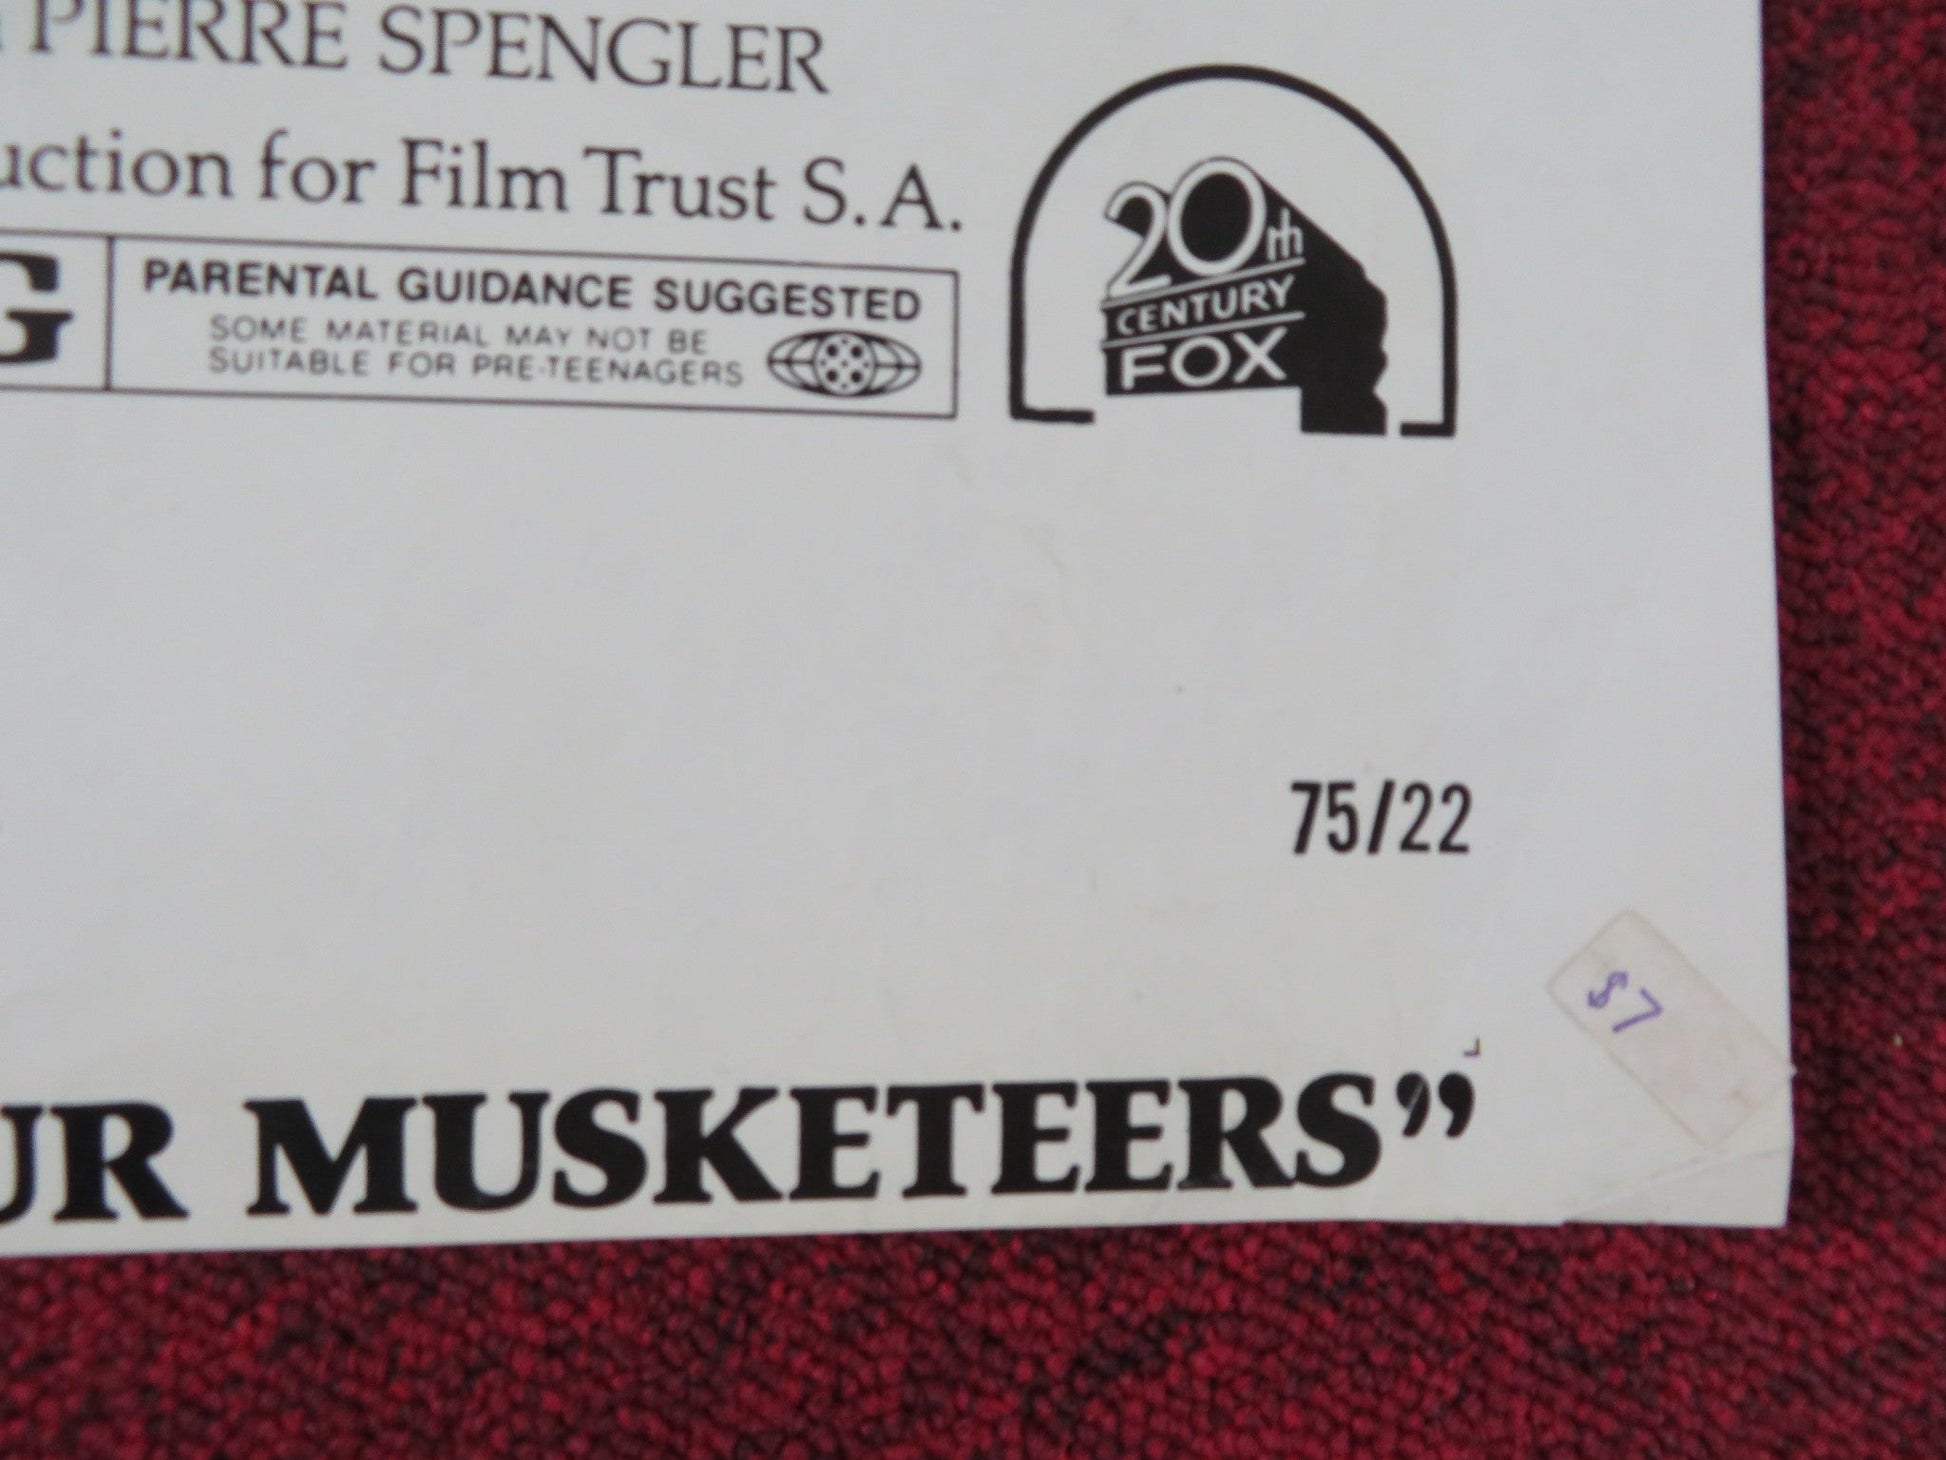 PIERRE SPENGLER
uction for Film Trust S.A.
G PARENTAL GUIDANCE SUGGESTED
SOME MATERIAL MAY NOT BE
SUITABLE FOR PRE-TEENAGERS
20th
CENTURY
FOX
75/22
$7
UR MUSKETEERS”